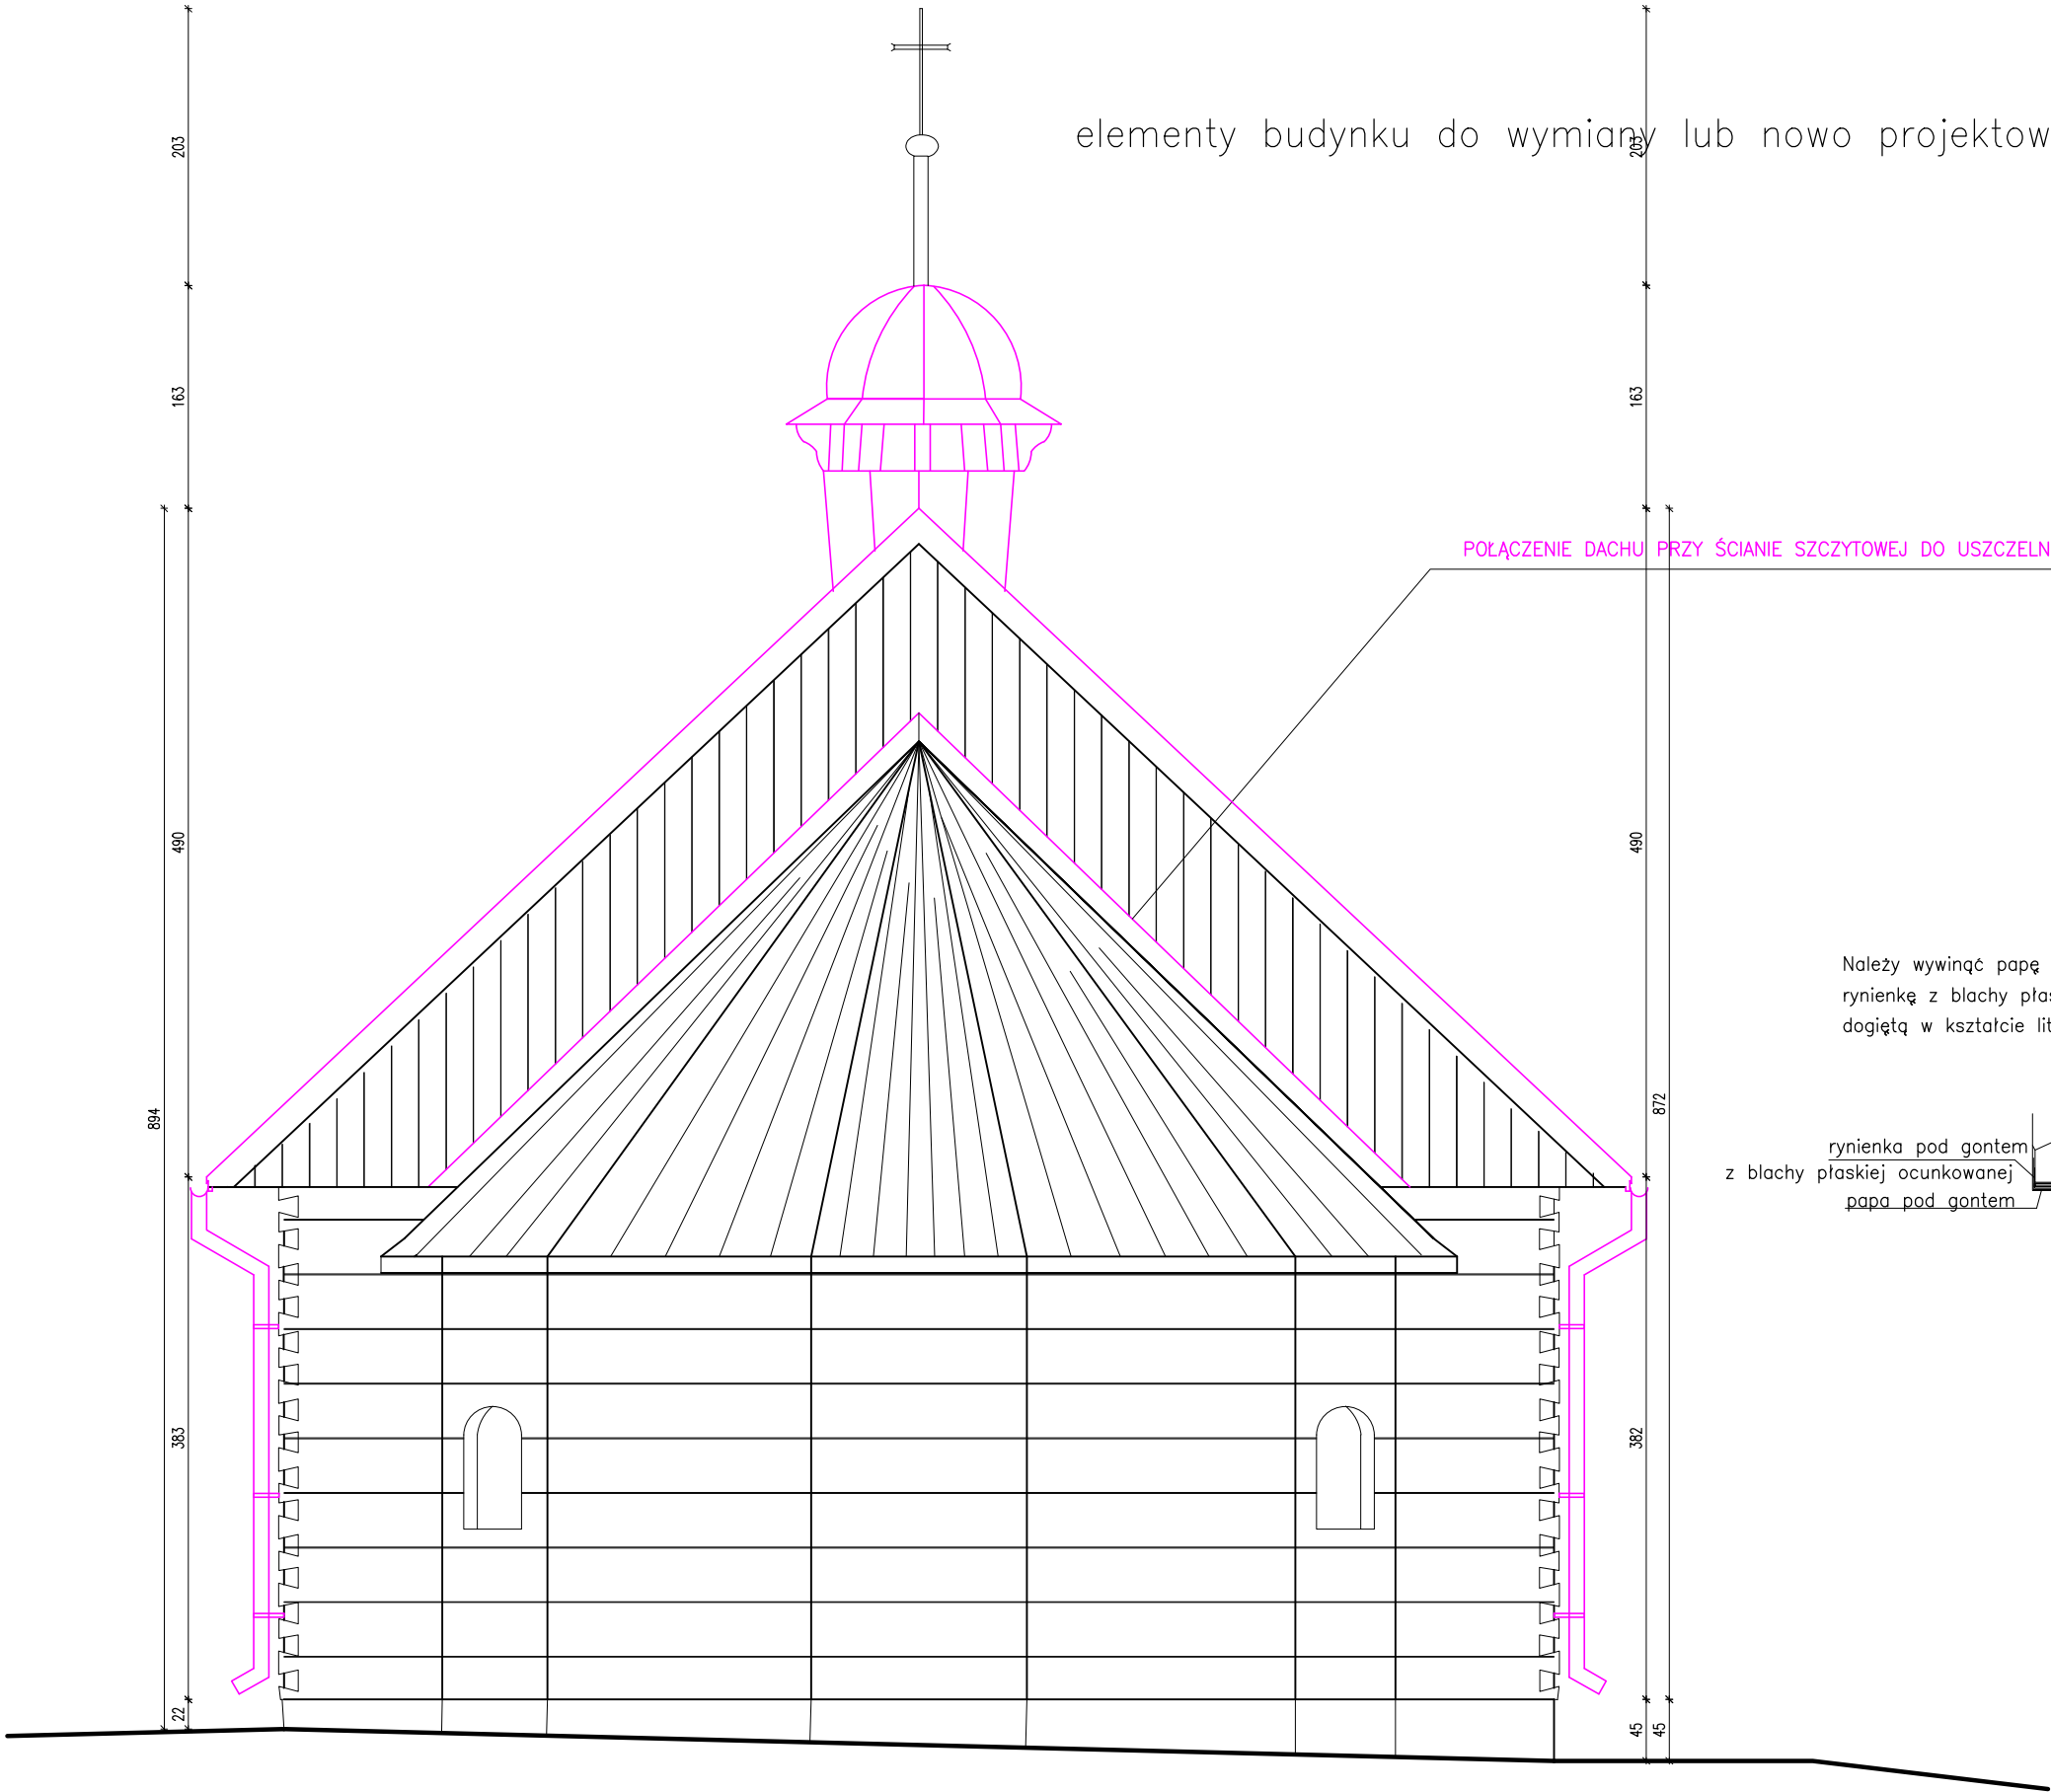 203
203
elementy budynku do wymiany lub nowo projektow
163
163
POŁĄCZENIE DACHU PRZY ŚCIANIE SZCZYTOWEJ DO USZCZELN
490
490
Należy wywinąć papę
rynienkę z blachy płas
dogiętą w kształcie lit
894
872
rynienka pod gontem
z blachy płaskiej ocunkowanej
papa pod gontem
383
382
22
45
45